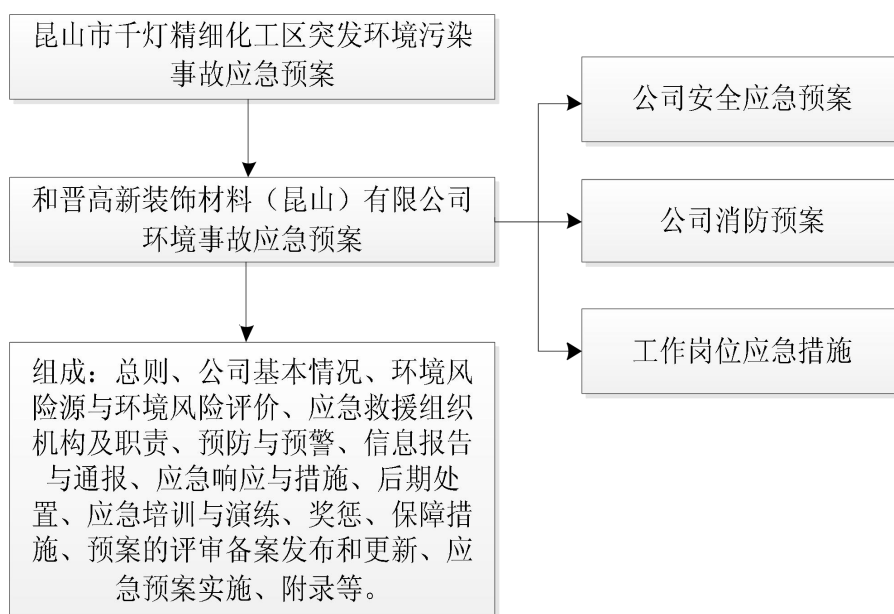 昆山市千灯精细化工区突发环境污染
事故应急预案
公司安全应急预案
和晋高新装饰材料（昆山）有限公司
环境事故应急预案
公司消防预案
工作岗位应急措施
组成：总则、公司基本情况、环境风
险源与环境风险评价、应急救援组织
机构及职责、预防与预警、信息报告
与通报、应急响应与措施、后期处
置、应急培训与演练、奖惩、保障措
施、预案的评审备案发布和更新、应
急预案实施、附录等。